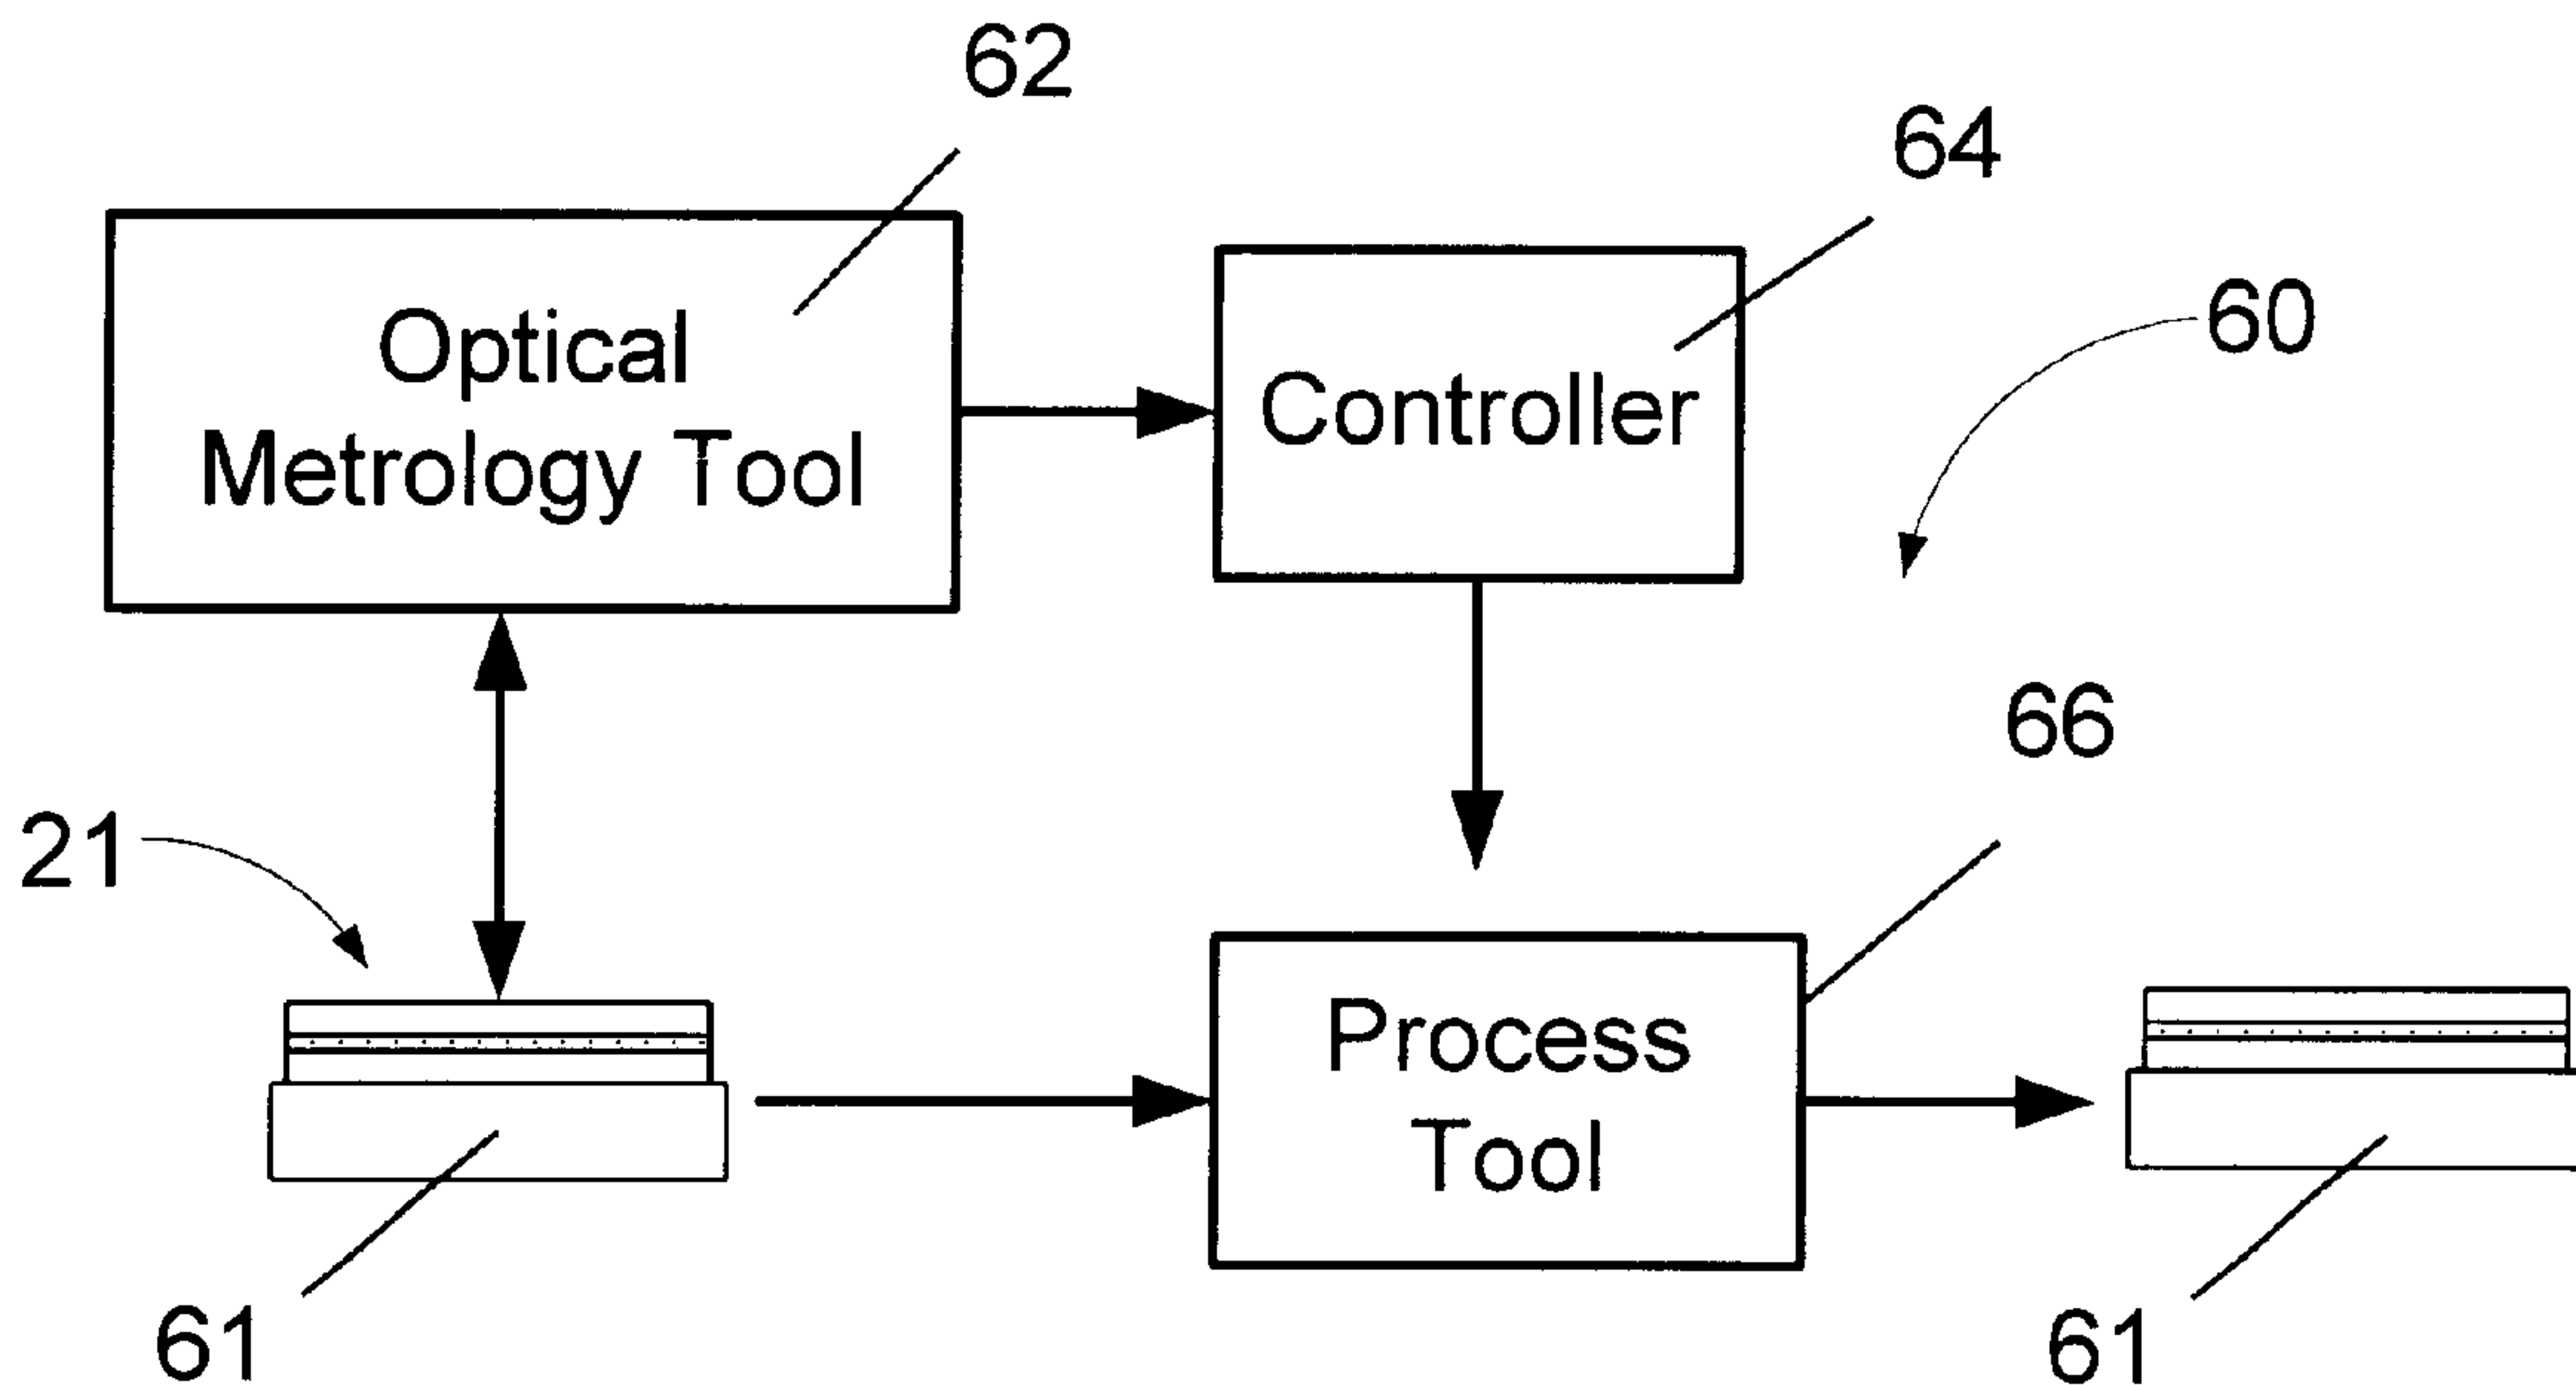 62
64
60
Optical
Metrology Tool
Controller
66
21
Process
Tool
61
61